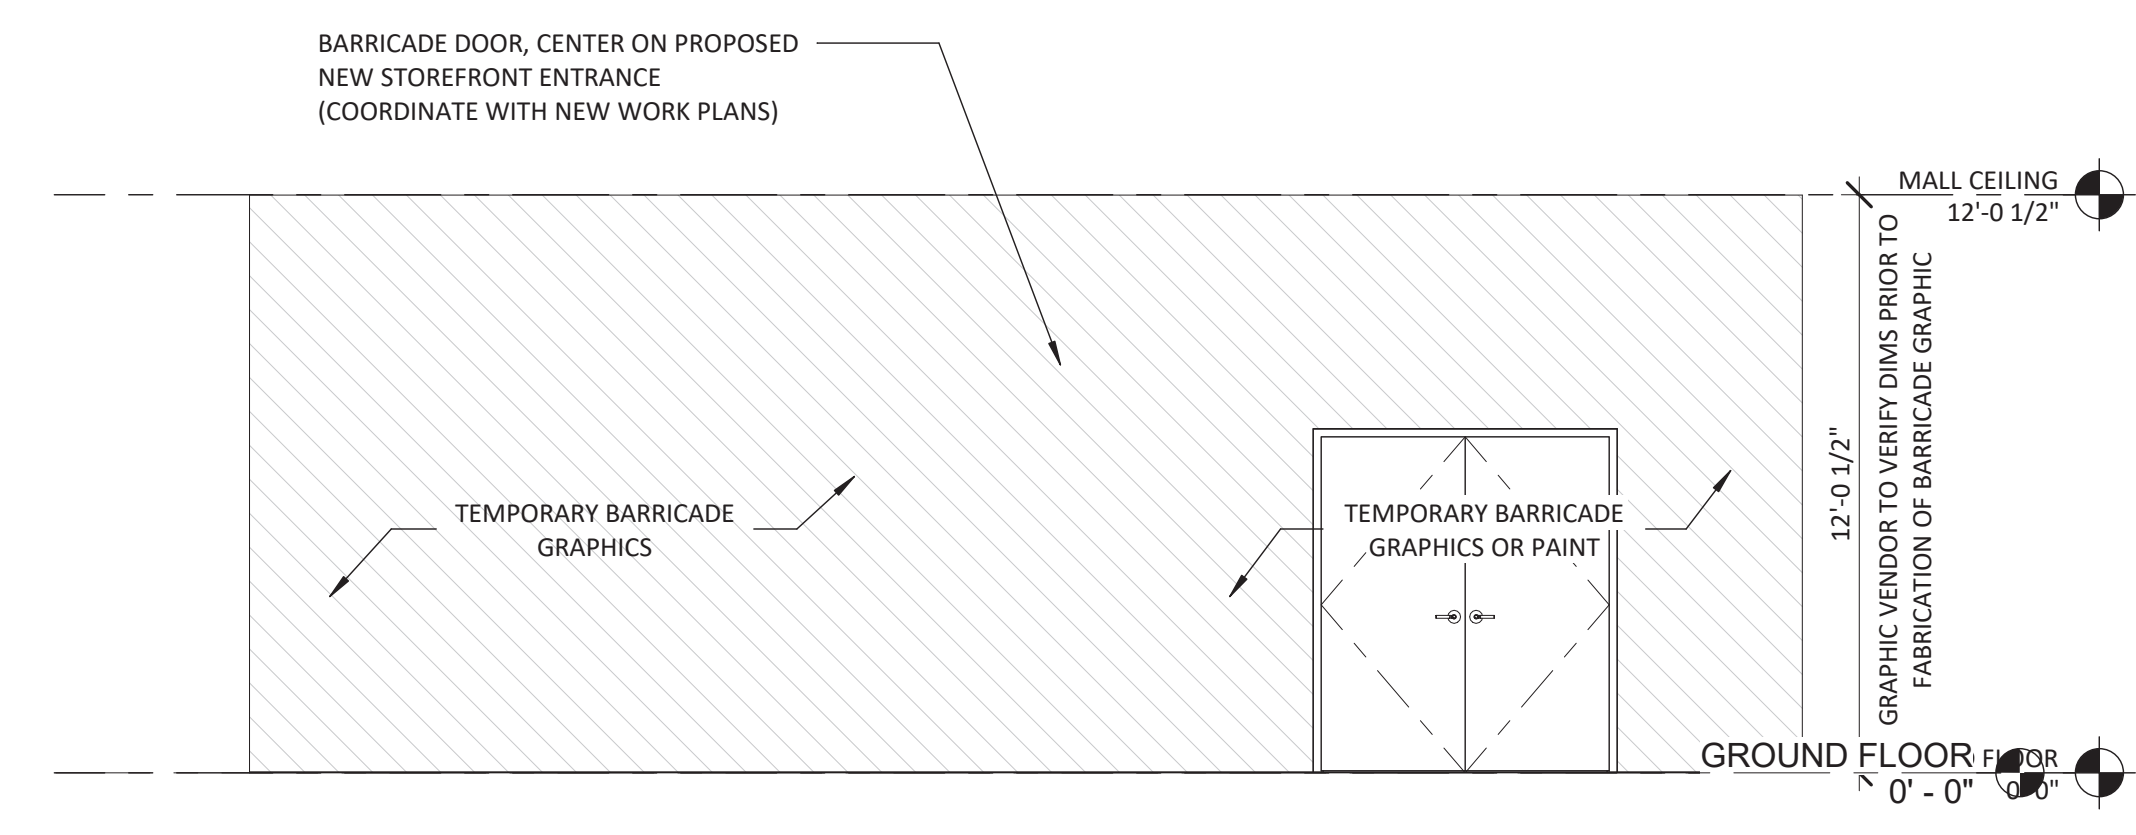 BARRICADE DOOR, CENTER ON PROPOSED
NEW STOREFRONT ENTRANCE
(COORDINATE WITH NEW WORK PLANS)
MALL CEILING
12'-0 1/2"
GRAPHIC VENDOR TO VERIFY DIMS PRIOR TO
FABRICATION OF BARRICADE GRAPHIC
12'-0 1/2"
TEMPORARY BARRICADE
GRAPHICS
TEMPORARY BARRICADE
GRAPHICS OR PAINT
GROUND FLOOR
0' - 0"
FLOOR